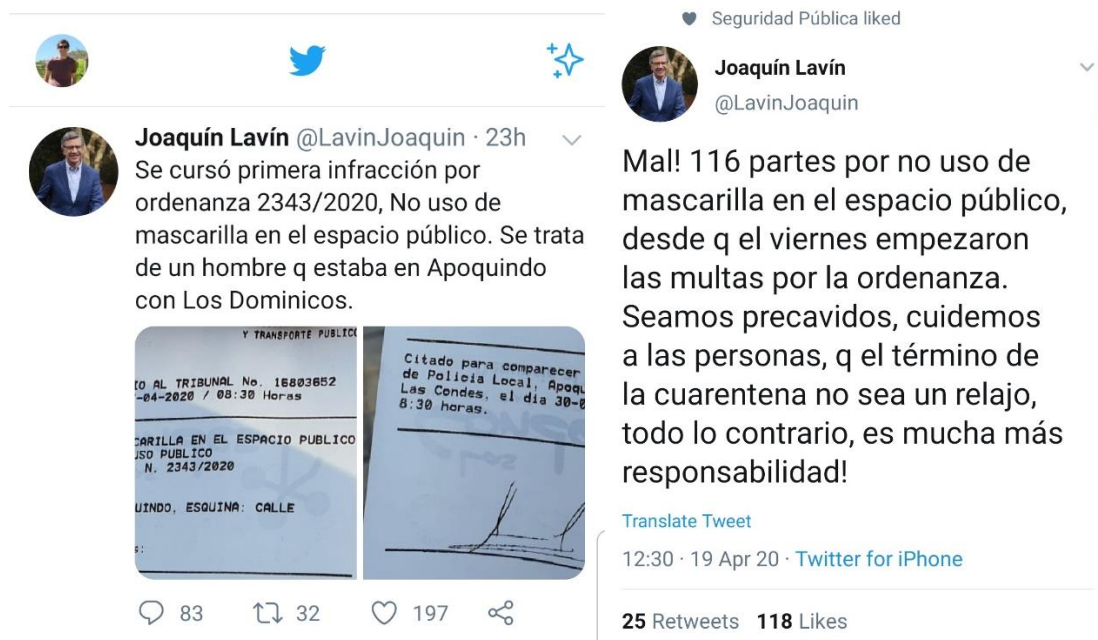 Joaquín Lavín @LavinJoaquin · 23h
Se cursó primera infracción por
ordenanza 2343/2020, No uso de
mascarilla en el espacio público. Se trata
de un hombre q estaba en Apoquindo
con Los Dominicos.
Y TRANSPORTE PUBLICO
AL TRIBUNAL No. 16803652
-04-2020 / 08:30 Horas
EN EL ESPACIO PUBLICO
PUBLICO
N. 2343/2020
ESQUINA: CALLE
Citado para comparecer
de Policia Local,
Las Condes, el dia
8:30 horas.
83 32 197
Seguridad Pública liked
Joaquín Lavín
@LavinJoaquin
Mal! 116 partes por no uso de
mascarilla en el espacio público,
desde q el viernes empezaron
las multas por la ordenanza.
Seamos precavidos, cuidemos
a las personas, q el término de
la cuarentena no sea un relajo,
todo lo contrario, es mucha más
responsabilidad!
Translate Tweet
12:30 · 19 Apr 20 · Twitter for iPhone
25 Retweets 118 Likes